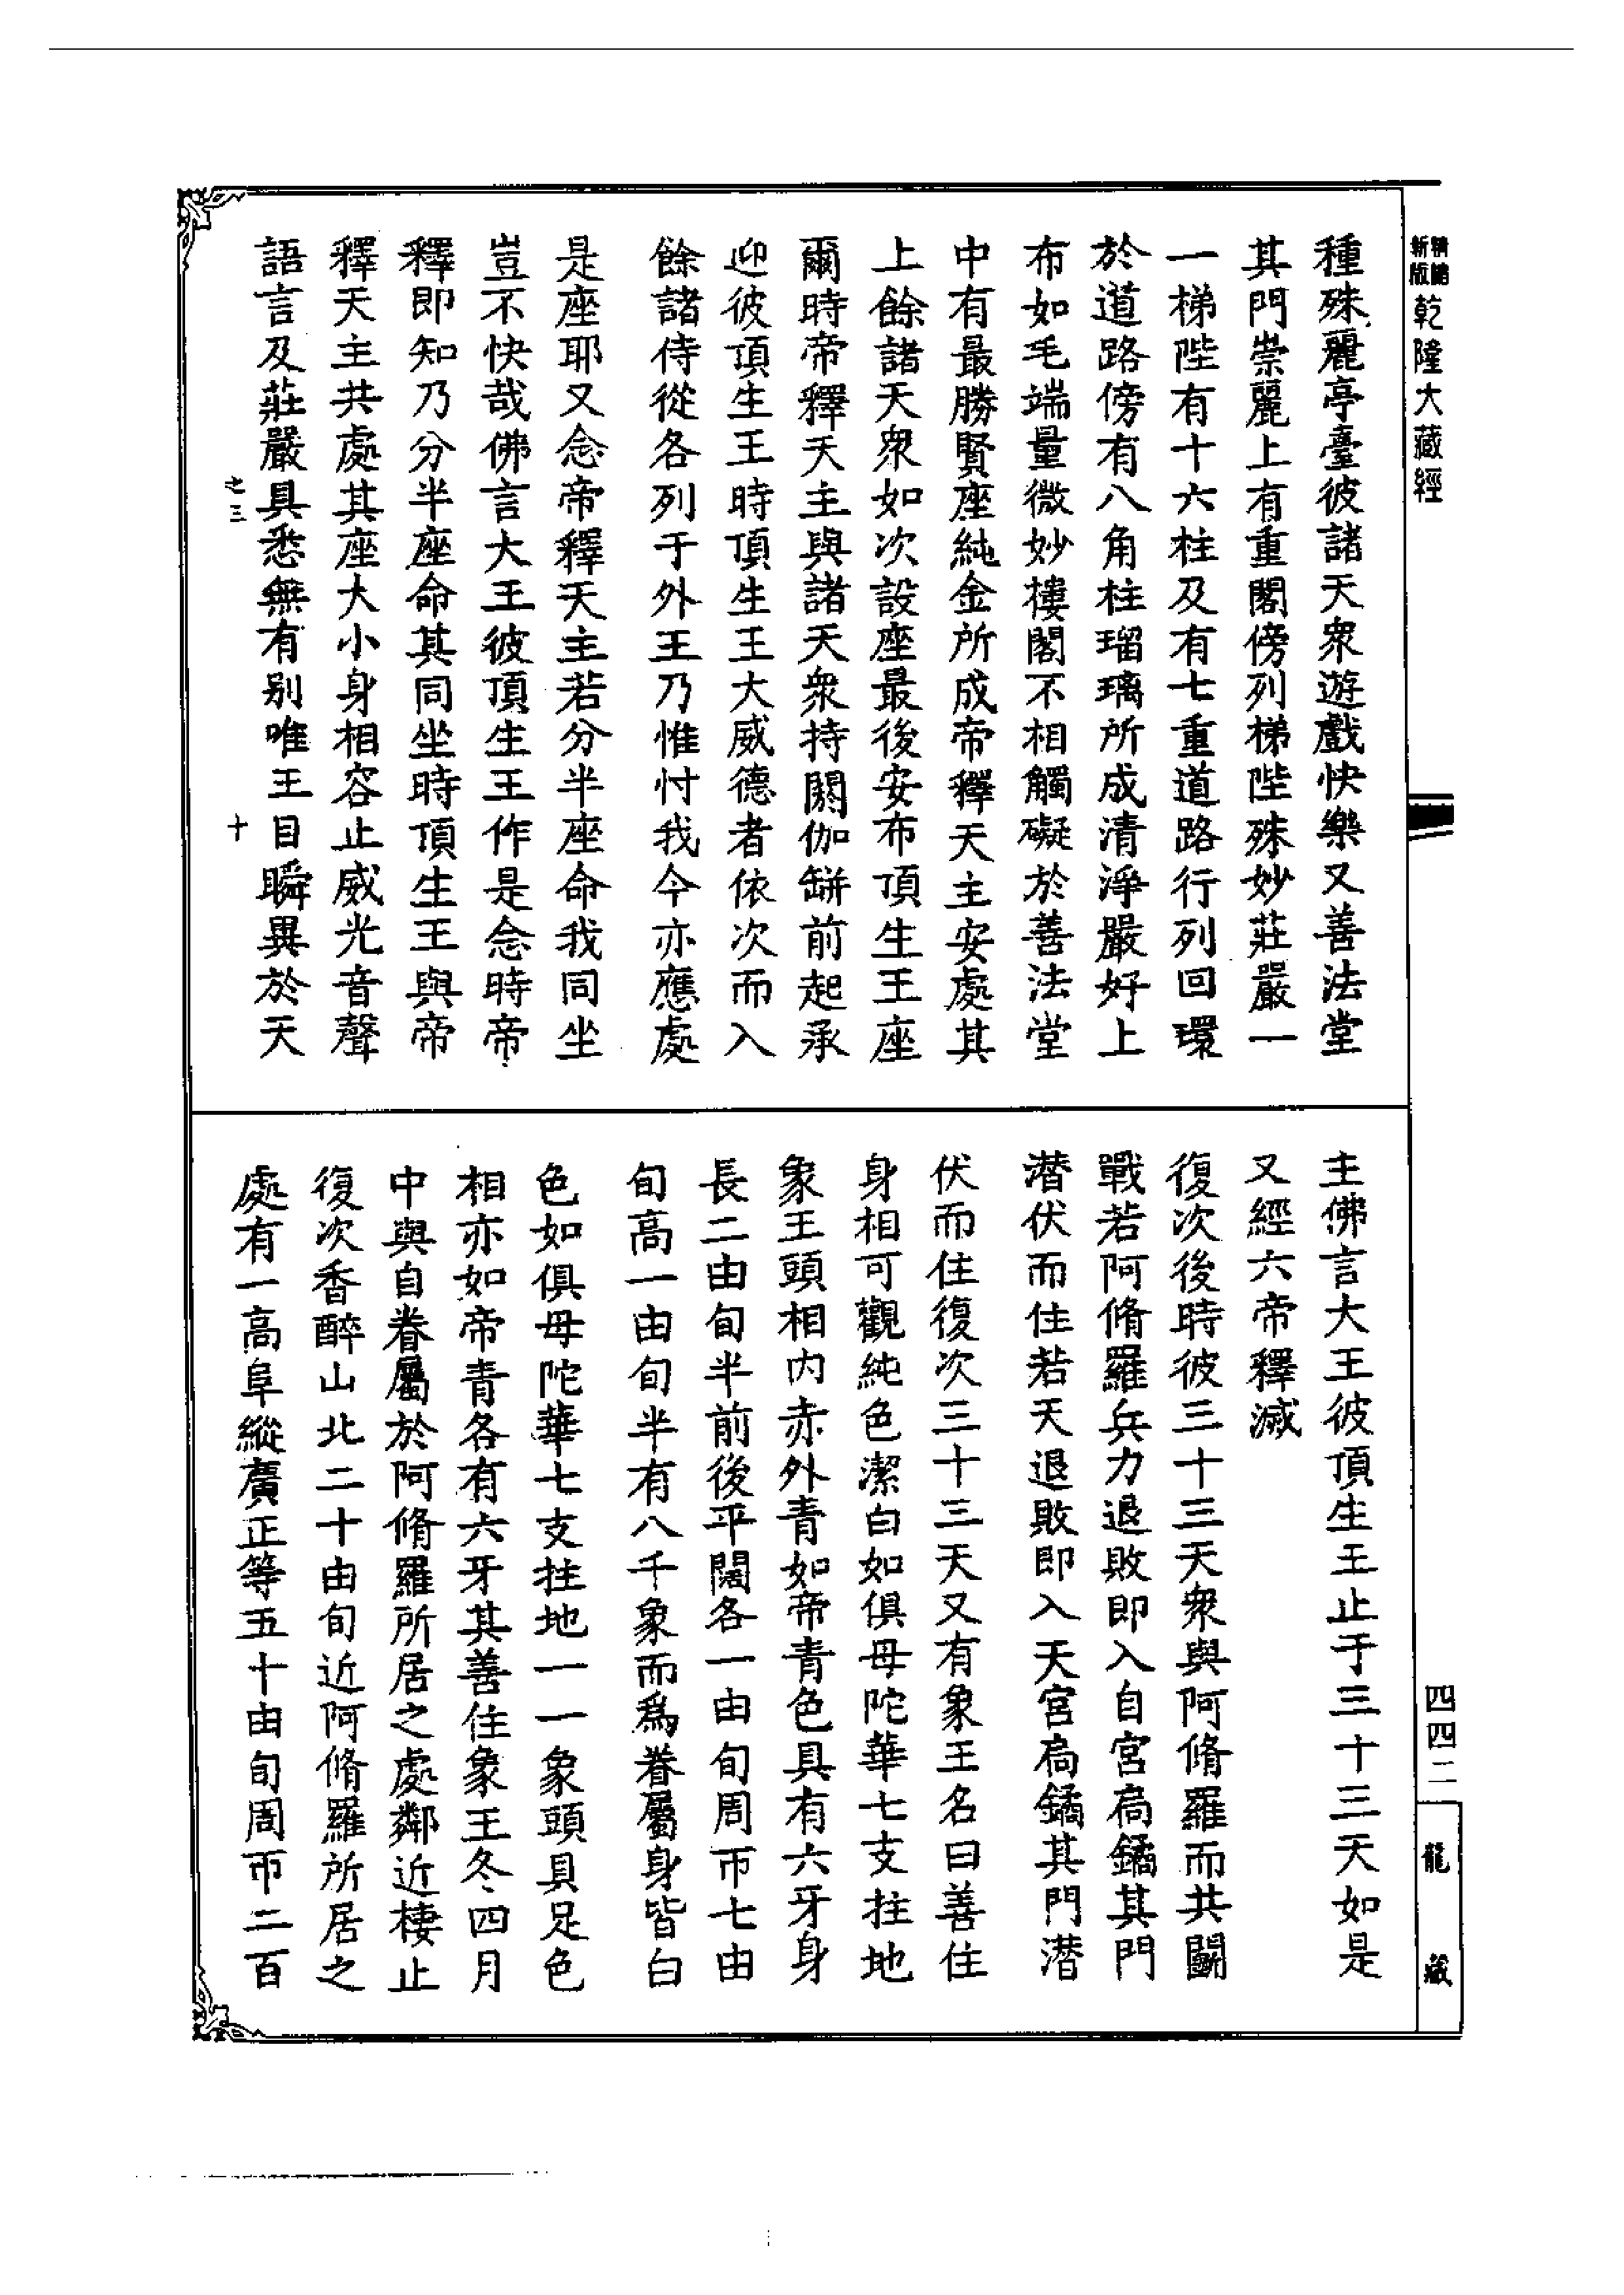 新版
精縮
乾隆大藏經
種殊麗亭臺彼諸天衆遊戲快樂又善法堂
其門崇麗上有重閣傍列梯陛殊妙莊嚴一
一梯陛有十六柱及有七重道路行列回環
於道路傍有八角柱瑠璃所成清淨嚴好上
布如毛端量微妙樓閣不相觸礙於善法堂
中有最勝賢座純金所成帝釋天主安處其
上餘諸天衆如次設座最後安布頂生王座
爾時帝釋天主與諸天衆持閼伽缾前起承
迎彼頂生王時頂生王大威德者依次而入
餘諸侍從各列于外王乃惟忖我今亦應處
是座耶又念帝釋天主若分半座命我同坐
豈不快哉佛言大王彼頂生王作是念時帝
釋即知乃分半座命其同坐時頂生王與帝
釋天主共處其座大小身相容止威光音聲
語言及莊嚴具悉無有別唯王目瞬異於天
之三
十
主佛言大王彼頂生王止于三十三天如是
又經六帝釋滅
復次後時彼三十三天衆與阿脩羅而共鬭
戰若阿脩羅兵力退敗即入自宮扃鐍其門
潛伏而住若天退敗即入天宮扃鐍其門潛
伏而住復次三十三天又有象王名曰善住
身相可觀純色潔白如俱母陀華七支拄地
象王頭相內赤外青如帝青色具有六牙身
長二由旬半前後平闊各一由旬周帀七由
旬高一由旬半有八千象而爲眷屬身皆白
色如俱母陀華七支拄地一一象頭具足色
相亦如帝青各有六牙其善住象王冬四月
中與自眷屬於阿脩羅所居之處鄰近棲止
復次香醉山北二十由旬近阿脩羅所居之
處有一高阜縱廣正等五十由旬周帀二百
四四二
龍藏